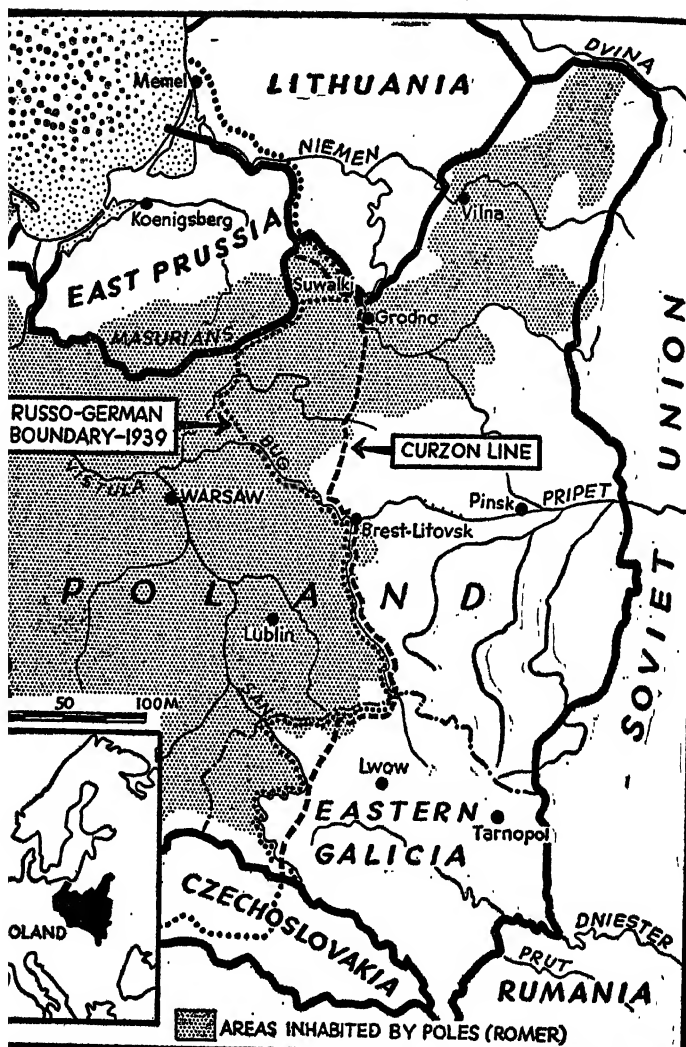 DVINA
Memel
LITHUANIA
NIEMEN
Vilna
Koenigsberg
EAST PRUSSIA
Suwalki
Grodno
MASURIANS
UNION
RUSSO-GERMAN
BOUNDARY-1939
BUG
CURZON LINE
VISTULA
WARSAW
Pinsk
PRIPET
Brest-Litovsk
POLAND
SOVIET
Lublin
50 100M
SAN
Lwow
EASTERN
GALICIA
Tarnopol
CZECHOSLOVAKIA
DNIESTER
OLAND
PRUT
RUMANIA
AREAS INHABITED BY POLES (ROMER)